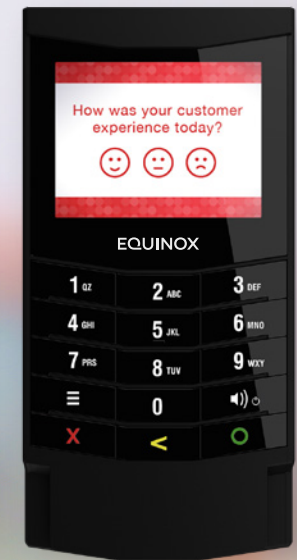 How was your customer
experience today?
EQUINOX
1 QZ 2 ABC 3 DEF
4 GHI 5 JKL 6 MNO
7 PRS 8 TUV 9 WXY
0
X < O